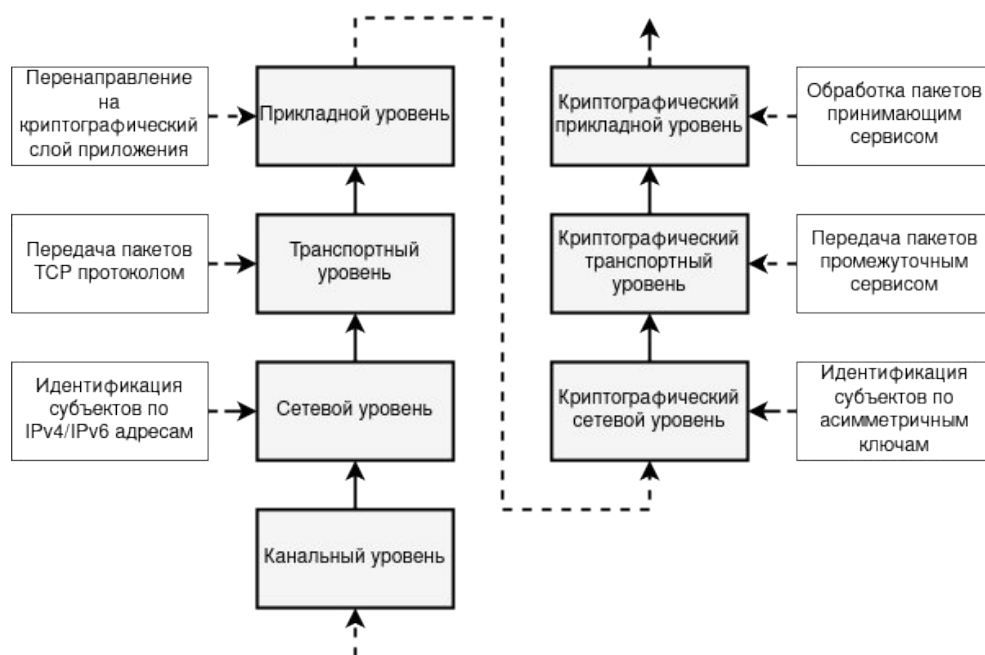 Перенаправление
на
криптографический
слой приложения
Прикладной уровень
Криптографический
прикладной уровень
Обработка пакетов
принимающим
сервисом
Передача пакетов
TCP протоколом
Транспортный
уровень
Криптографический
транспортный
уровень
Передача пакетов
промежуточным
сервисом
Идентификация
субъектов по
IPv4/IPv6 адресам
Сетевой уровень
Криптографический
сетевой уровень
Идентификация
субъектов по
асимметричным
ключам
Канальный уровень